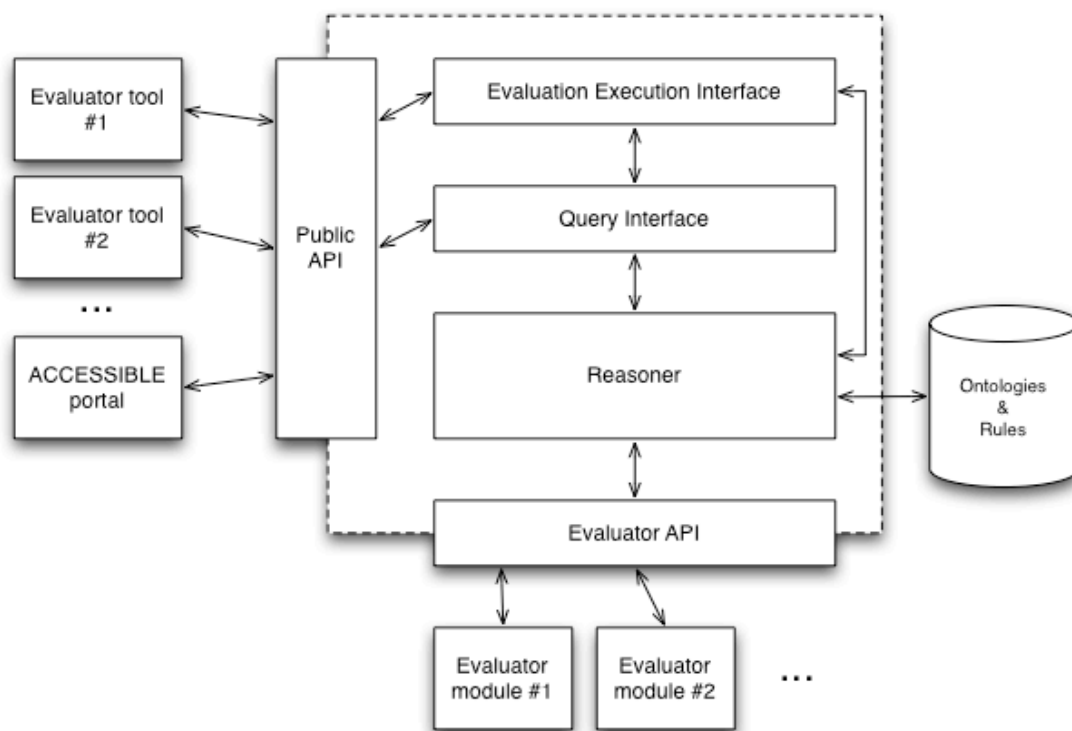 Evaluator tool
#1
Evaluator tool
#2
...
ACCESSIBLE
portal
Public
API
Evaluation Execution Interface
Query Interface
Reasoner
Evaluator API
Ontologies
&
Rules
Evaluator
module #1
Evaluator
module #2
...